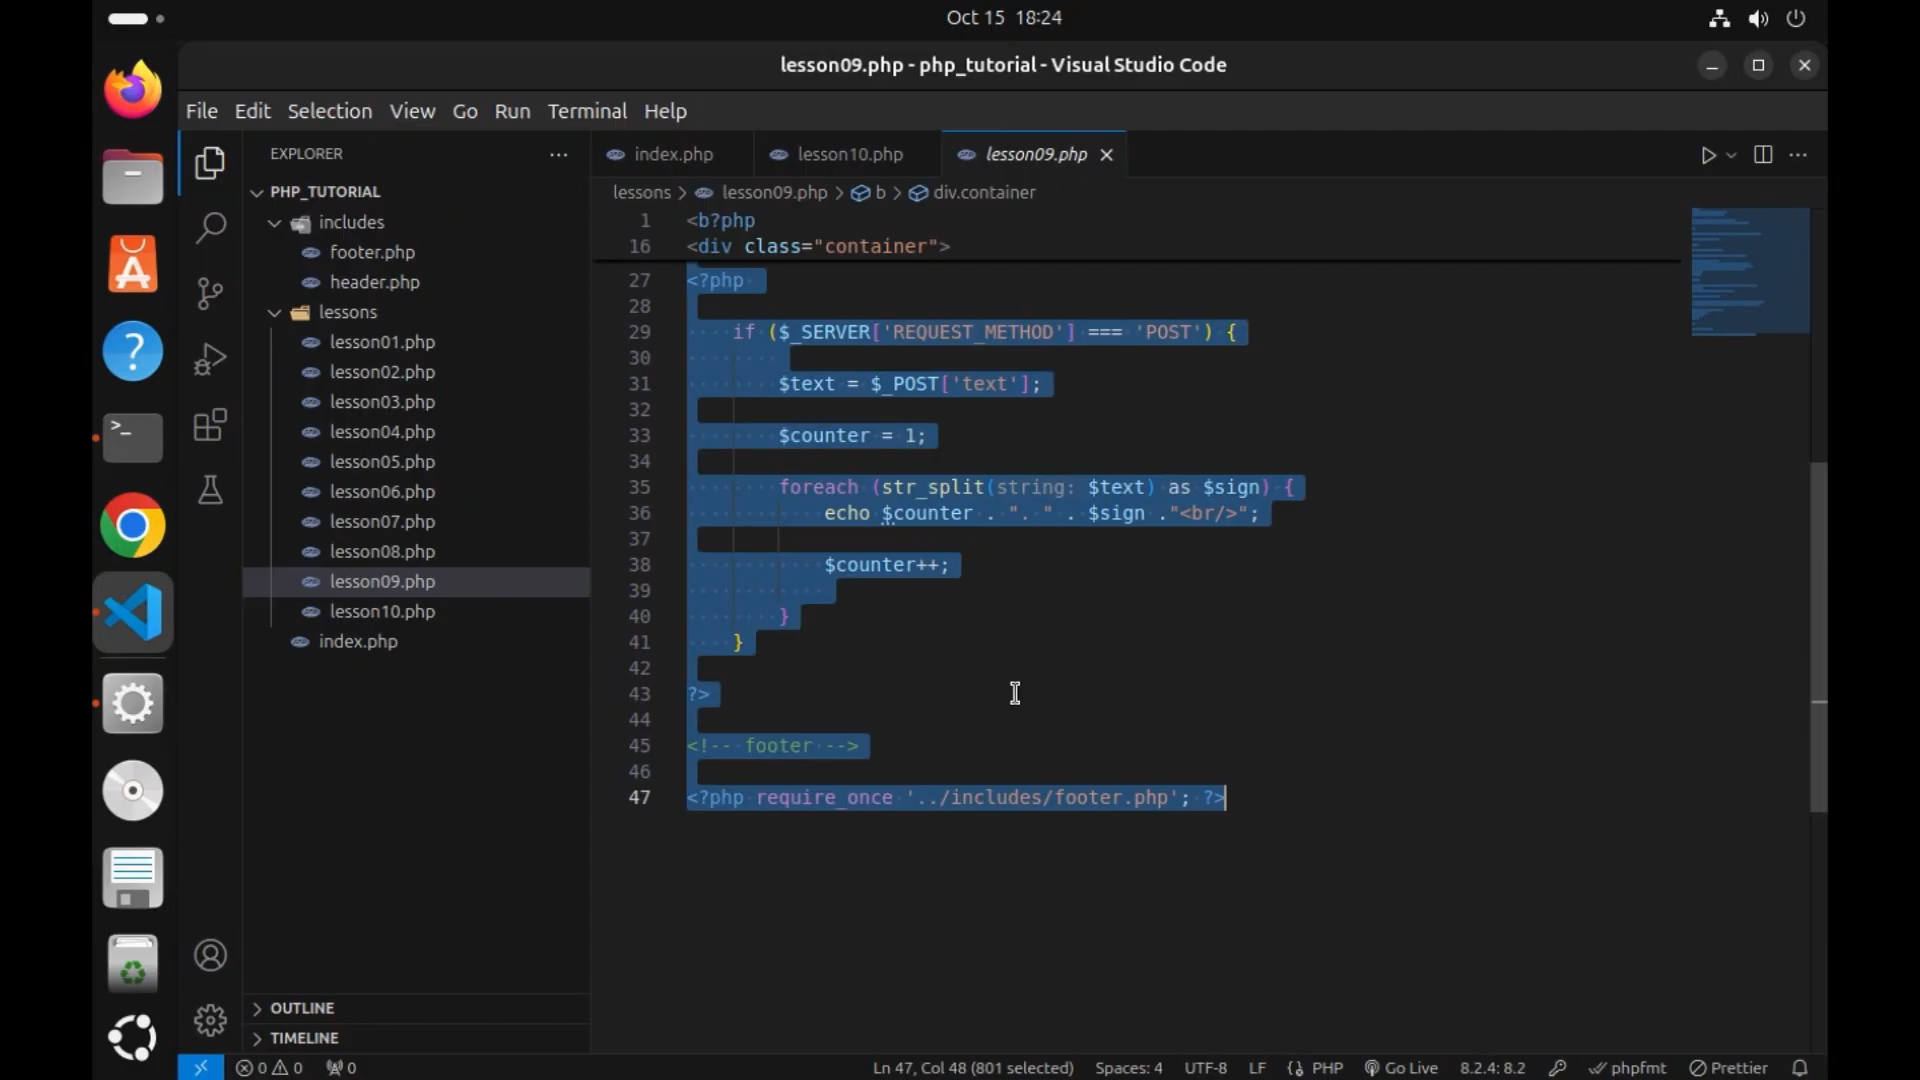 Oct 15 18:24
lesson09.php - php_tutorial - Visual Studio Code
File Edit Selection View Go Run Terminal Help
EXPLORER
PHP_TUTORIAL
includes
footer.php
header.php
lessons
lesson01.php
lesson02.php
lesson03.php
lesson04.php
lesson05.php
lesson06.php
lesson07.php
lesson08.php
lesson09.php
lesson10.php
index.php
OUTLINE
TIMELINE
index.php lesson10.php lesson09.php
lessons > lesson09.php > b > div.container
1 <b?php
16 <div class="container">
27 <?php
28
29 if ($_SERVER['REQUEST_METHOD'] === 'POST') {
30
31 $text = $_POST['text'];
32
33 $counter = 1;
34
35 foreach (str_split(string: $text) as $sign) {
36 echo $counter . ". " . $sign ."<br/>";
37
38 $counter++;
39
40 }
41 }
42
43 ?>
44
45 <!-- footer -->
46
47 <?php require_once '../includes/footer.php'; ?>
0 0 0 Ln 47, Col 48 (801 selected) Spaces: 4 UTF-8 LF PHP Go Live 8.2.4: 8.2 phpfmt Prettier